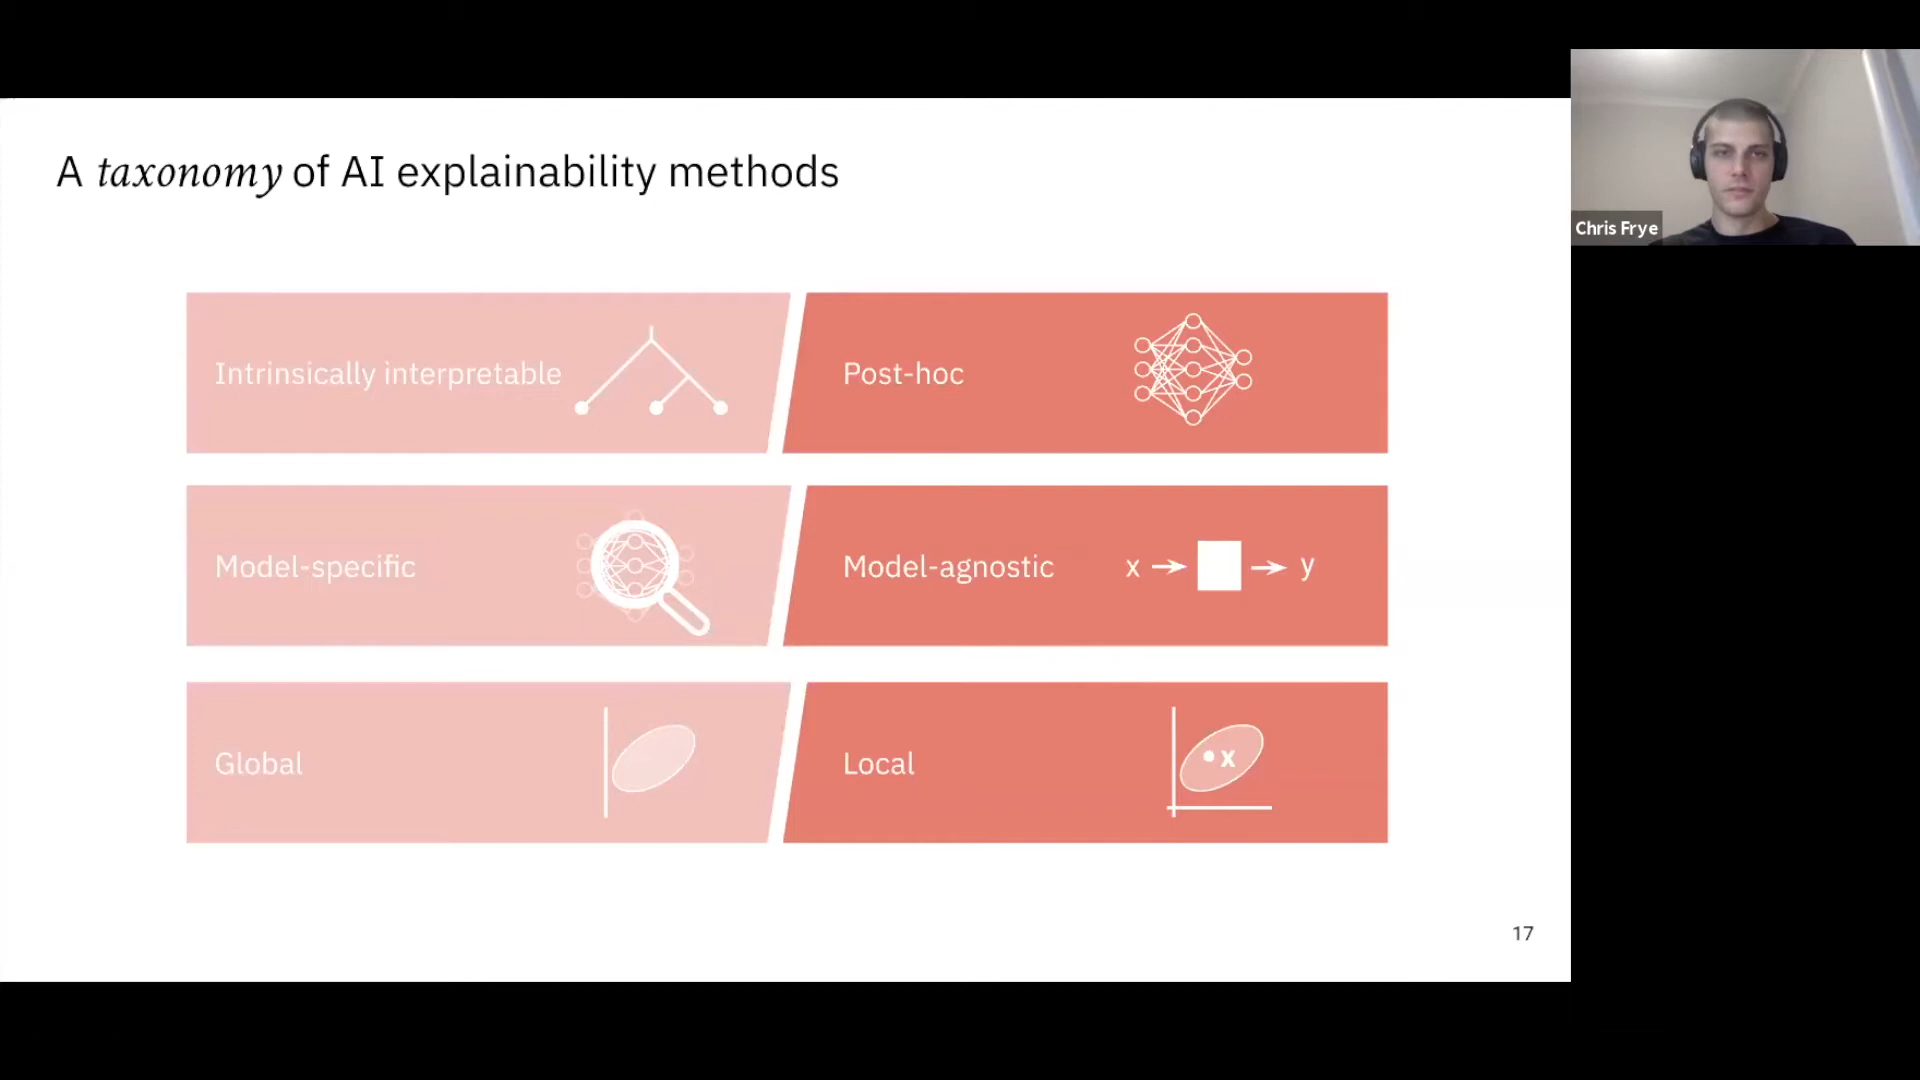 A taxonomy of AI explainability methods
Chris Frye
Intrinsically interpretable
Post-hoc
Model-specific
Model-agnostic
x → → y
Global
Local
x
17